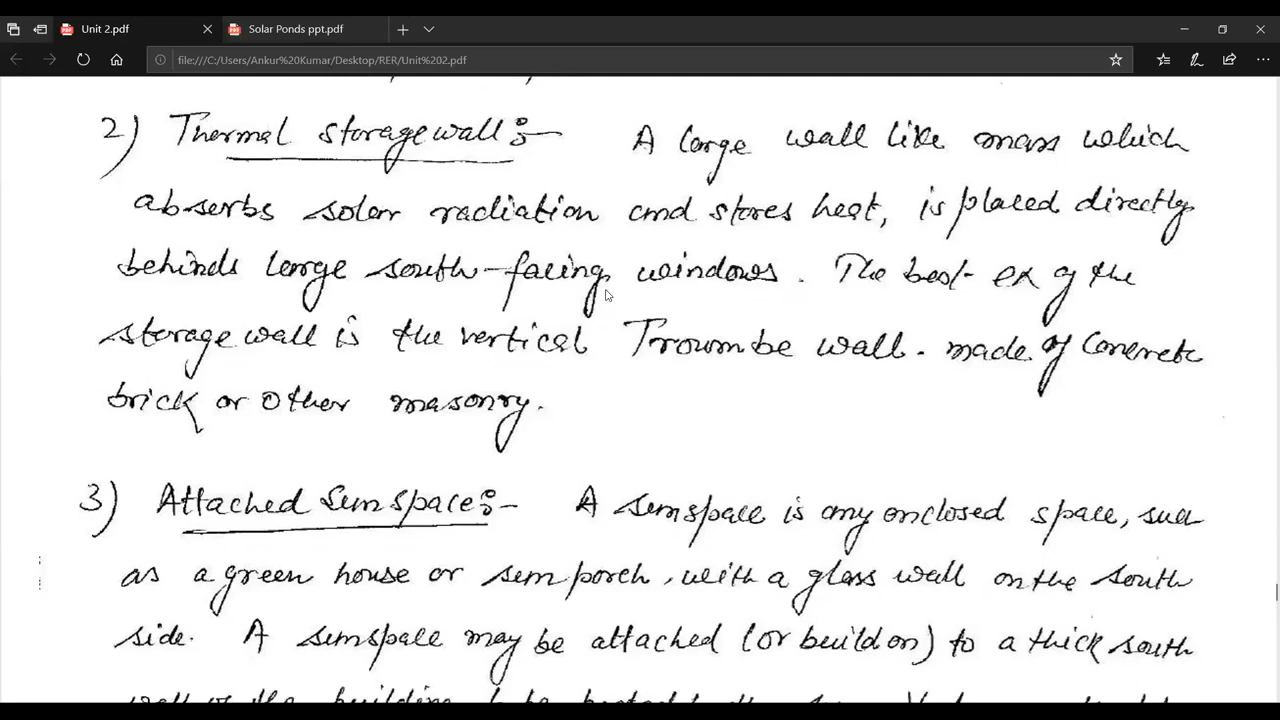 Unit 2.pdf
Solar Ponds ppt.pdf
file:///C:/Users/Ankur%20Kumar/Desktop/RER/Unit%202.pdf
2) Thermal storage wall :- A large wall like mass which
absorbs solar radiation and stores heat, is placed directly
behinds large south-facing windows. The best ex of the
storage wall is the vertical Troumbe wall. made of Concrete
brick or other masonry.
3) Attached Sunspace :- A sunspace is any enclosed space, such
as a green house or sun porch, with a glass wall on the south
side. A sunspace may be attached (or build on) to a thick south